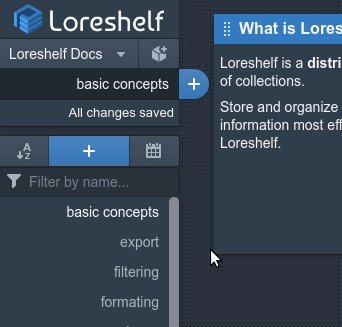 Loreshelf
Loreshelf Docs
basic concepts
All changes saved
Filter by name...
basic concepts
export
filtering
formating
What is Lores
Loreshelf is a distri
of collections.
Store and organize
information most eff
Loreshelf.